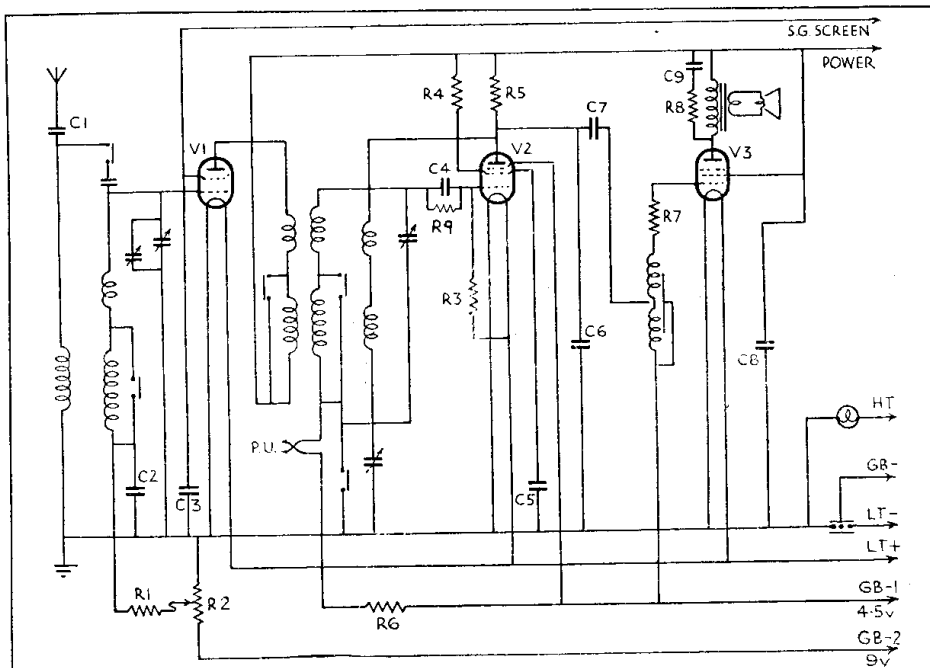 S.G. SCREEN
POWER
C1
V1
R4
R5
C7
C9
R8
V2
V3
C4
R9
R7
R3
C6
C8
HT
P.U.
GB-
C2
C3
C5
LT-
LT+
R1
R2
R6
GB-1
4·5v
GB-2
9v